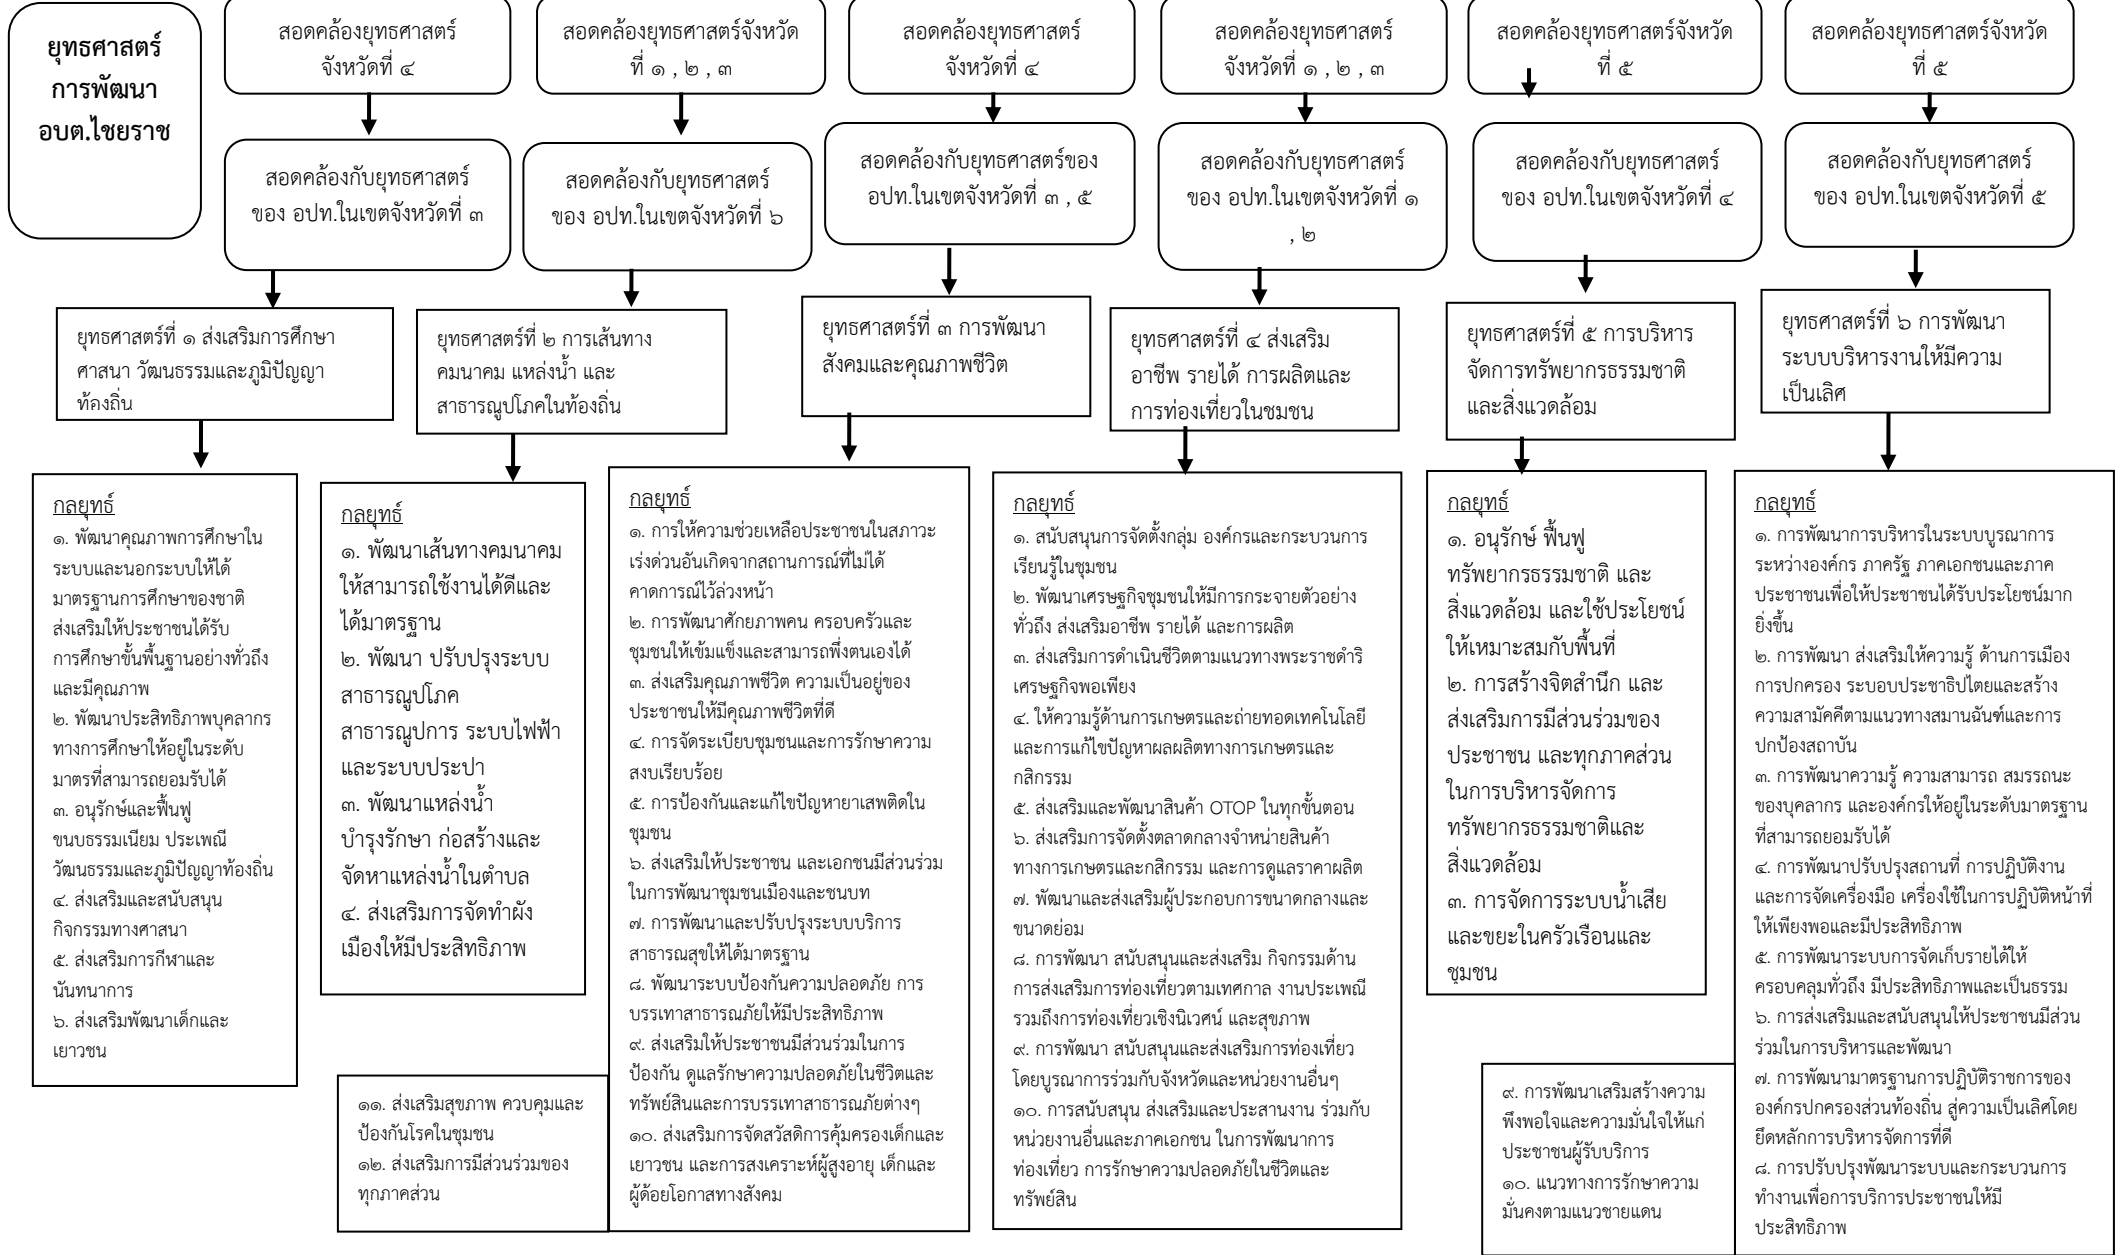 ยุทธศาสตร์
การพัฒนา
อบต.ไชยราช
สอดคล้องยุทธศาสตร์
จังหวัดที่ ๔
สอดคล้องยุทธศาสตร์จังหวัด
ที่ ๑ , ๒ , ๓
สอดคล้องยุทธศาสตร์
จังหวัดที่ ๔
สอดคล้องยุทธศาสตร์
จังหวัดที่ ๑ , ๒ , ๓
สอดคล้องยุทธศาสตร์จังหวัด
ที่ ๕
สอดคล้องยุทธศาสตร์จังหวัด
ที่ ๕
สอดคล้องกับยุทธศาสตร์
ของ อปท.ในเขตจังหวัดที่ ๓
สอดคล้องกับยุทธศาสตร์
ของ อปท.ในเขตจังหวัดที่ ๖
สอดคล้องกับยุทธศาสตร์ของ
อปท.ในเขตจังหวัดที่ ๓ , ๕
สอดคล้องกับยุทธศาสตร์
ของ อปท.ในเขตจังหวัดที่ ๑
, ๒
สอดคล้องกับยุทธศาสตร์
ของ อปท.ในเขตจังหวัดที่ ๔
สอดคล้องกับยุทธศาสตร์
ของ อปท.ในเขตจังหวัดที่ ๕
ยุทธศาสตร์ที่ ๑ ส่งเสริมการศึกษา
ศาสนา วัฒนธรรมและภูมิปัญญา
ท้องถิ่น
ยุทธศาสตร์ที่ ๒ การเส้นทาง
คมนาคม แหล่งน้ำ และ
สาธารณูปโภคในท้องถิ่น
ยุทธศาสตร์ที่ ๓ การพัฒนา
สังคมและคุณภาพชีวิต
ยุทธศาสตร์ที่ ๔ ส่งเสริม
อาชีพ รายได้ การผลิตและ
การท่องเที่ยวในชุมชน
ยุทธศาสตร์ที่ ๕ การบริหาร
จัดการทรัพยากรธรรมชาติ
และสิ่งแวดล้อม
ยุทธศาสตร์ที่ ๖ การพัฒนา
ระบบบริหารงานให้มีความ
เป็นเลิศ
กลยุทธ์
๑. พัฒนาคุณภาพการศึกษาใน
ระบบและนอกระบบให้ได้
มาตรฐานการศึกษาของชาติ
ส่งเสริมให้ประชาชนได้รับ
การศึกษาขั้นพื้นฐานอย่างทั่วถึง
และมีคุณภาพ
๒. พัฒนาประสิทธิภาพบุคลากร
ทางการศึกษาให้อยู่ในระดับ
มาตรที่สามารถยอมรับได้
๓. อนุรักษ์และฟื้นฟู
ขนบธรรมเนียม ประเพณี
วัฒนธรรมและภูมิปัญญาท้องถิ่น
๔. ส่งเสริมและสนับสนุน
กิจกรรมทางศาสนา
๕. ส่งเสริมการกีฬาและ
นันทนาการ
๖. ส่งเสริมพัฒนาเด็กและ
เยาวชน
กลยุทธ์
๑. พัฒนาเส้นทางคมนาคม
ให้สามารถใช้งานได้ดีและ
ได้มาตรฐาน
๒. พัฒนา ปรับปรุงระบบ
สาธารณูปโภค
สาธารณูปการ ระบบไฟฟ้า
และระบบประปา
๓. พัฒนาแหล่งน้ำ
บำรุงรักษา ก่อสร้างและ
จัดหาแหล่งน้ำในตำบล
๔. ส่งเสริมการจัดทำผัง
เมืองให้มีประสิทธิภาพ
กลยุทธ์
๑. การให้ความช่วยเหลือประชาชนในสภาวะ
เร่งด่วนอันเกิดจากสถานการณ์ที่ไม่ได้
คาดการณ์ไว้ล่วงหน้า
๒. การพัฒนาศักยภาพคน ครอบครัวและ
ชุมชนให้เข้มแข็งและสามารถพึ่งตนเองได้
๓. ส่งเสริมคุณภาพชีวิต ความเป็นอยู่ของ
ประชาชนให้มีคุณภาพชีวิตที่ดี
๔. การจัดระเบียบชุมชนและการรักษาความ
สงบเรียบร้อย
๕. การป้องกันและแก้ไขปัญหายาเสพติดใน
ชุมชน
๖. ส่งเสริมให้ประชาชน และเอกชนมีส่วนร่วม
ในการพัฒนาชุมชนเมืองและชนบท
๗. การพัฒนาและปรับปรุงระบบบริการ
สาธารณสุขให้ได้มาตรฐาน
๘. พัฒนาระบบป้องกันความปลอดภัย การ
บรรเทาสาธารณภัยให้มีประสิทธิภาพ
๙. ส่งเสริมให้ประชาชนมีส่วนร่วมในการ
ป้องกัน ดูแลรักษาความปลอดภัยในชีวิตและ
ทรัพย์สินและการบรรเทาสาธารณภัยต่างๆ
๑๐. ส่งเสริมการจัดสวัสดิการคุ้มครองเด็กและ
เยาวชน และการสงเคราะห์ผู้สูงอายุ เด็กและ
ผู้ด้อยโอกาสทางสังคม
๑๑. ส่งเสริมสุขภาพ ควบคุมและ
ป้องกันโรคในชุมชน
๑๒. ส่งเสริมการมีส่วนร่วมของ
ทุกภาคส่วน
กลยุทธ์
๑. สนับสนุนการจัดตั้งกลุ่ม องค์กรและกระบวนการ
เรียนรู้ในชุมชน
๒. พัฒนาเศรษฐกิจชุมชนให้มีการกระจายตัวอย่าง
ทั่วถึง ส่งเสริมอาชีพ รายได้ และการผลิต
๓. ส่งเสริมการดำเนินชีวิตตามแนวทางพระราชดำริ
เศรษฐกิจพอเพียง
๔. ให้ความรู้ด้านการเกษตรและถ่ายทอดเทคโนโลยี
และการแก้ไขปัญหาผลผลิตทางการเกษตรและ
กสิกรรม
๕. ส่งเสริมและพัฒนาสินค้า OTOP ในทุกขั้นตอน
๖. ส่งเสริมการจัดตั้งตลาดกลางจำหน่ายสินค้า
ทางการเกษตรและกสิกรรม และการดูแลราคาผลิต
๗. พัฒนาและส่งเสริมผู้ประกอบการขนาดกลางและ
ขนาดย่อม
๘. การพัฒนา สนับสนุนและส่งเสริม กิจกรรมด้าน
การส่งเสริมการท่องเที่ยวตามเทศกาล งานประเพณี
รวมถึงการท่องเที่ยวเชิงนิเวศน์ และสุขภาพ
๙. การพัฒนา สนับสนุนและส่งเสริมการท่องเที่ยว
โดยบูรณาการร่วมกับจังหวัดและหน่วยงานอื่นๆ
๑๐. การสนับสนุน ส่งเสริมและประสานงาน ร่วมกับ
หน่วยงานอื่นและภาคเอกชน ในการพัฒนาการ
ท่องเที่ยว การรักษาความปลอดภัยในชีวิตและ
ทรัพย์สิน
กลยุทธ์
๑. อนุรักษ์ ฟื้นฟู
ทรัพยากรธรรมชาติ และ
สิ่งแวดล้อม และใช้ประโยชน์
ให้เหมาะสมกับพื้นที่
๒. การสร้างจิตสำนึก และ
ส่งเสริมการมีส่วนร่วมของ
ประชาชน และทุกภาคส่วน
ในการบริหารจัดการ
ทรัพยากรธรรมชาติและ
สิ่งแวดล้อม
๓. การจัดการระบบน้ำเสีย
และขยะในครัวเรือนและ
ชุมชน
กลยุทธ์
๑. การพัฒนาการบริหารในระบบบูรณาการ
ระหว่างองค์กร ภาครัฐ ภาคเอกชนและภาค
ประชาชนเพื่อให้ประชาชนได้รับประโยชน์มาก
ยิ่งขึ้น
๒. การพัฒนา ส่งเสริมให้ความรู้ ด้านการเมือง
การปกครอง ระบอบประชาธิปไตยและสร้าง
ความสามัคคีตามแนวทางสมานฉันฑ์และการ
ปกป้องสถาบัน
๓. การพัฒนาความรู้ ความสามารถ สมรรถนะ
ของบุคลากร และองค์กรให้อยู่ในระดับมาตรฐาน
ที่สามารถยอมรับได้
๔. การพัฒนาปรับปรุงสถานที่ การปฏิบัติงาน
และการจัดเครื่องมือ เครื่องใช้ในการปฏิบัติหน้าที่
ให้เพียงพอและมีประสิทธิภาพ
๕. การพัฒนาระบบการจัดเก็บรายได้ให้
ครอบคลุมทั่วถึง มีประสิทธิภาพและเป็นธรรม
๖. การส่งเสริมและสนับสนุนให้ประชาชนมีส่วน
ร่วมในการบริหารและพัฒนา
๗. การพัฒนามาตรฐานการปฏิบัติราชการของ
องค์กรปกครองส่วนท้องถิ่น สู่ความเป็นเลิศโดย
ยึดหลักการบริหารจัดการที่ดี
๘. การปรับปรุงพัฒนาระบบและกระบวนการ
ทำงานเพื่อการบริการประชาชนให้มี
ประสิทธิภาพ
๙. การพัฒนาเสริมสร้างความ
พึงพอใจและความมั่นใจให้แก่
ประชาชนผู้รับบริการ
๑๐. แนวทางการรักษาความ
มั่นคงตามแนวชายแดน